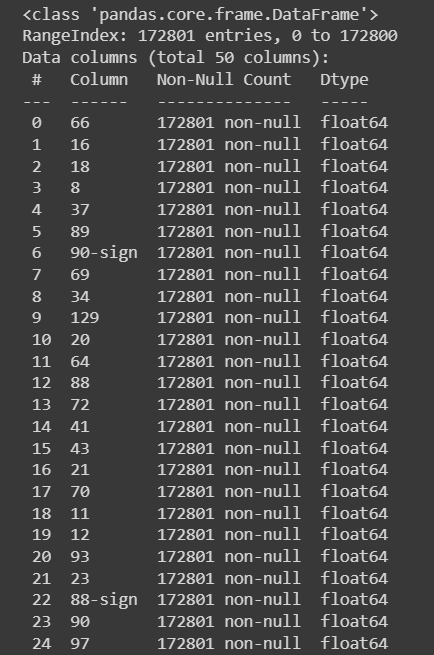 <class 'pandas.core.frame.DataFrame'>
RangeIndex: 172801 entries, 0 to 172800
Data columns (total 50 columns):
 #   Column   Non-Null Count   Dtype
---  ------   --------------   -----
 0   66       172801 non-null  float64
 1   16       172801 non-null  float64
 2   18       172801 non-null  float64
 3   8        172801 non-null  float64
 4   37       172801 non-null  float64
 5   89       172801 non-null  float64
 6   90-sign  172801 non-null  float64
 7   69       172801 non-null  float64
 8   34       172801 non-null  float64
 9   129      172801 non-null  float64
 10  20       172801 non-null  float64
 11  64       172801 non-null  float64
 12  88       172801 non-null  float64
 13  72       172801 non-null  float64
 14  41       172801 non-null  float64
 15  43       172801 non-null  float64
 16  21       172801 non-null  float64
 17  70       172801 non-null  float64
 18  11       172801 non-null  float64
 19  12       172801 non-null  float64
 20  93       172801 non-null  float64
 21  23       172801 non-null  float64
 22  88-sign  172801 non-null  float64
 23  90       172801 non-null  float64
 24  97       172801 non-null  float64